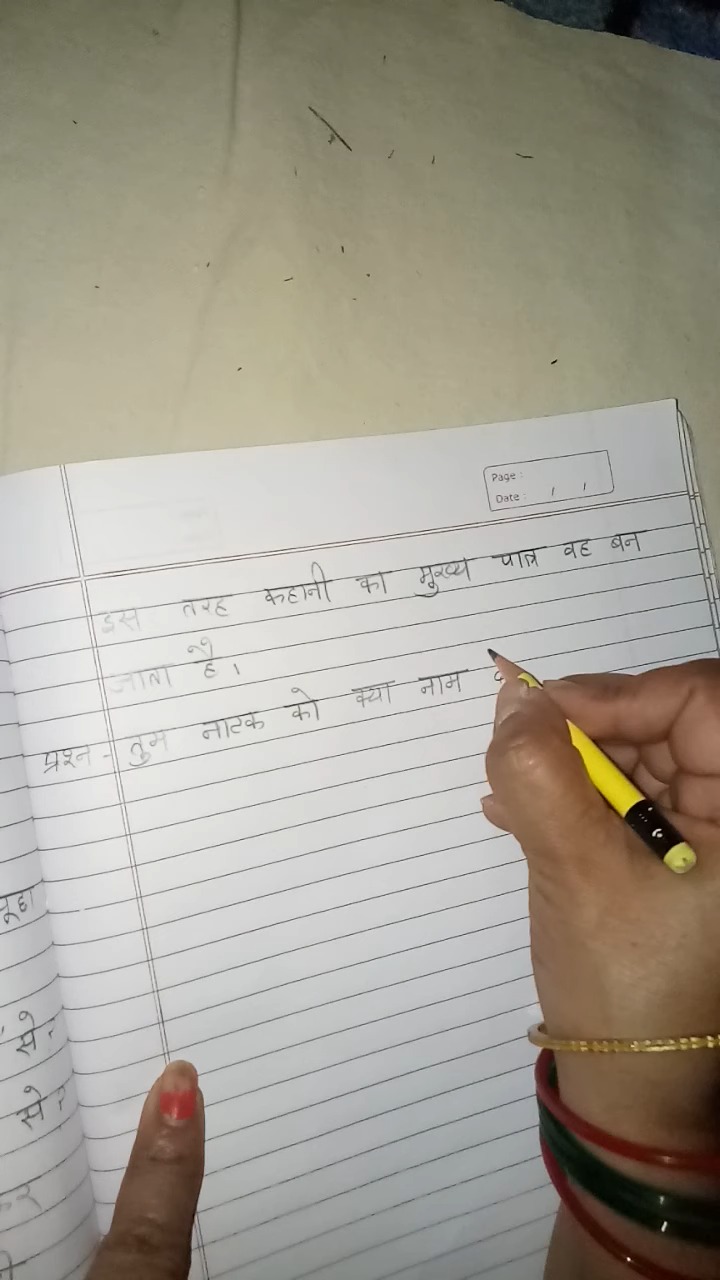 Page :
Date : / /
इस तरह कहानी का मुख्य पात्र वह बन
जाता है।
प्रश्न - तुम नाटक को क्या नाम
से
से